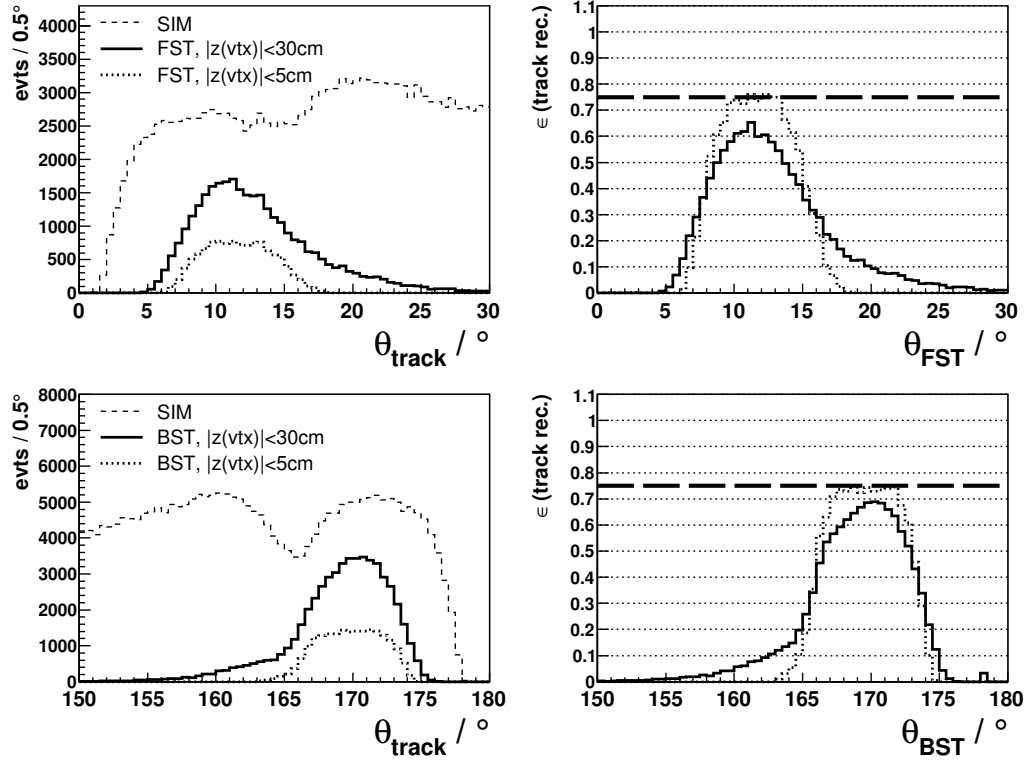 evts / 0.5°
4000
3500
3000
2500
2000
1500
1000
500
0
SIM
FST, |z(vtx)|<30cm
FST, |z(vtx)|<5cm
0 5 10 15 20 25 30
θtrack / °
ϵ (track rec.)
1.1
1
0.9
0.8
0.7
0.6
0.5
0.4
0.3
0.2
0.1
0
0 5 10 15 20 25 30
θFST / °
evts / 0.5°
8000
7000
6000
5000
4000
3000
2000
1000
0
SIM
BST, |z(vtx)|<30cm
BST, |z(vtx)|<5cm
150 155 160 165 170 175 180
θtrack / °
ϵ (track rec.)
1.1
1
0.9
0.8
0.7
0.6
0.5
0.4
0.3
0.2
0.1
0
150 155 160 165 170 175 180
θBST / °